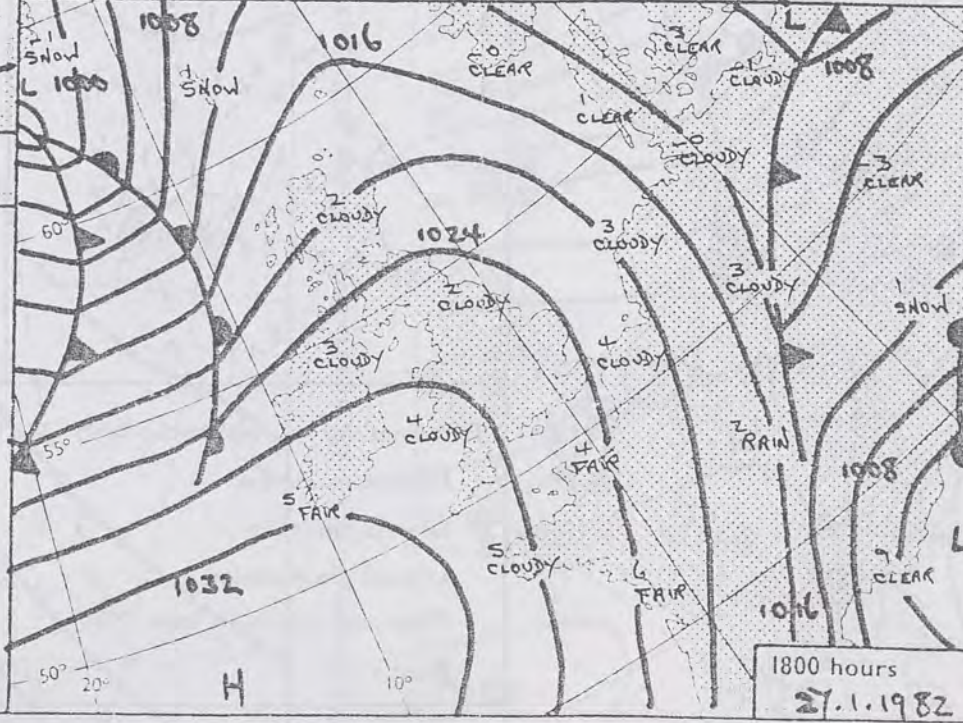 -1
SNOW
L 1000
1008
1
SNOW
1016
0
CLEAR
3
CLEAR
L
-1
CLOUDY
1008
1
CLEAR
-0
CLOUDY
-3
CLEAR
60°
2
CLOUDY
1024
3
CLOUDY
2
CLOUDY
3
CLOUDY
1
SNOW
3
CLOUDY
4
CLOUDY
55°
4
CLOUDY
4
FAIR
2
RAIN
1008
5
FAIR
5
CLOUDY
6
FAIR
9
CLEAR
L
1032
1016
50°
20°
H
10°
1800 hours
27.1.1982